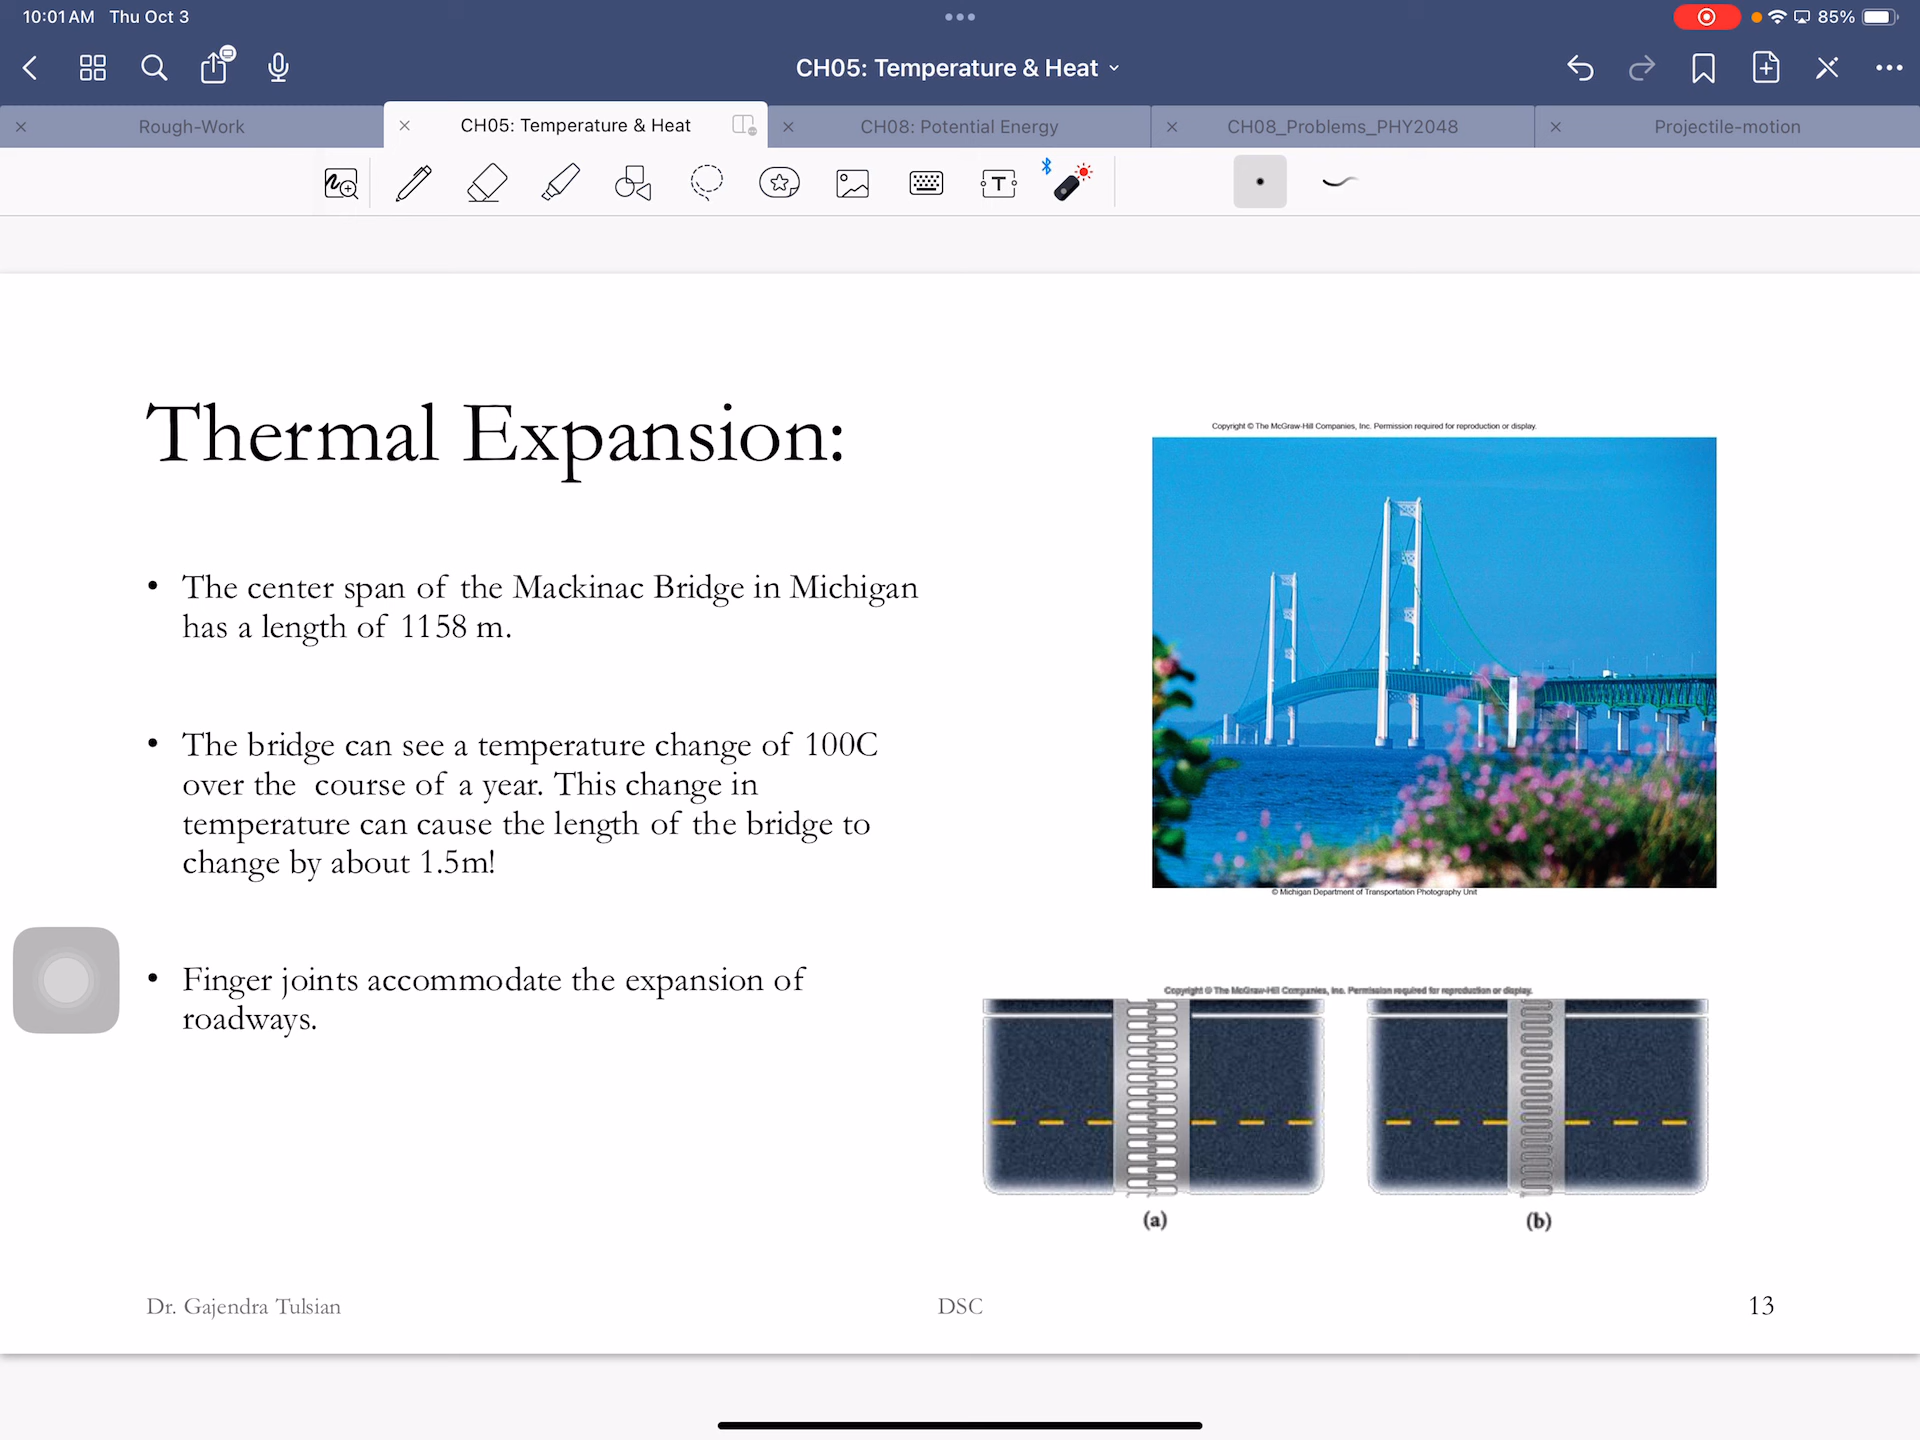 10:01 AM Thu Oct 3
85%
CH05: Temperature & Heat
Rough-Work
CH05: Temperature & Heat
CH08: Potential Energy
CH08_Problems_PHY2048
Projectile-motion
T
Thermal Expansion:
• The center span of the Mackinac Bridge in Michigan
has a length of 1158 m.
• The bridge can see a temperature change of 100C
over the course of a year. This change in
temperature can cause the length of the bridge to
change by about 1.5m!
• Finger joints accommodate the expansion of
roadways.
Copyright © The McGraw-Hill Companies, Inc. Permission required for reproduction or display.
© Michigan Department of Transportation Photography Unit
Copyright © The McGraw-Hill Companies, Inc. Permission required for reproduction or display.
(a)
(b)
Dr. Gajendra Tulsian
DSC
13